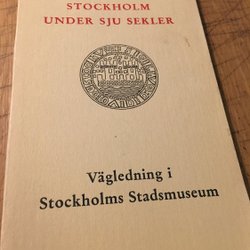 STOCKHOLM
UNDER SJU SEKLER
Vägledning i
Stockholms Stadsmuseum